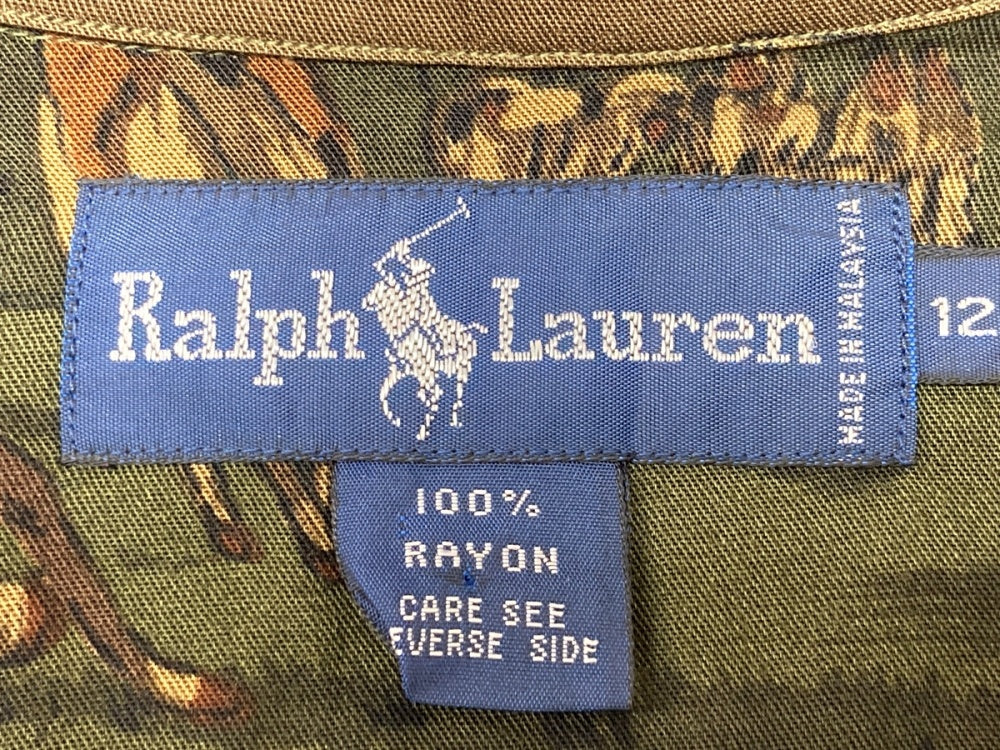 Ralph Lauren
MADE IN MALAYSIA
12
100%
RAYON
CARE SEE
EVERSE SIDE